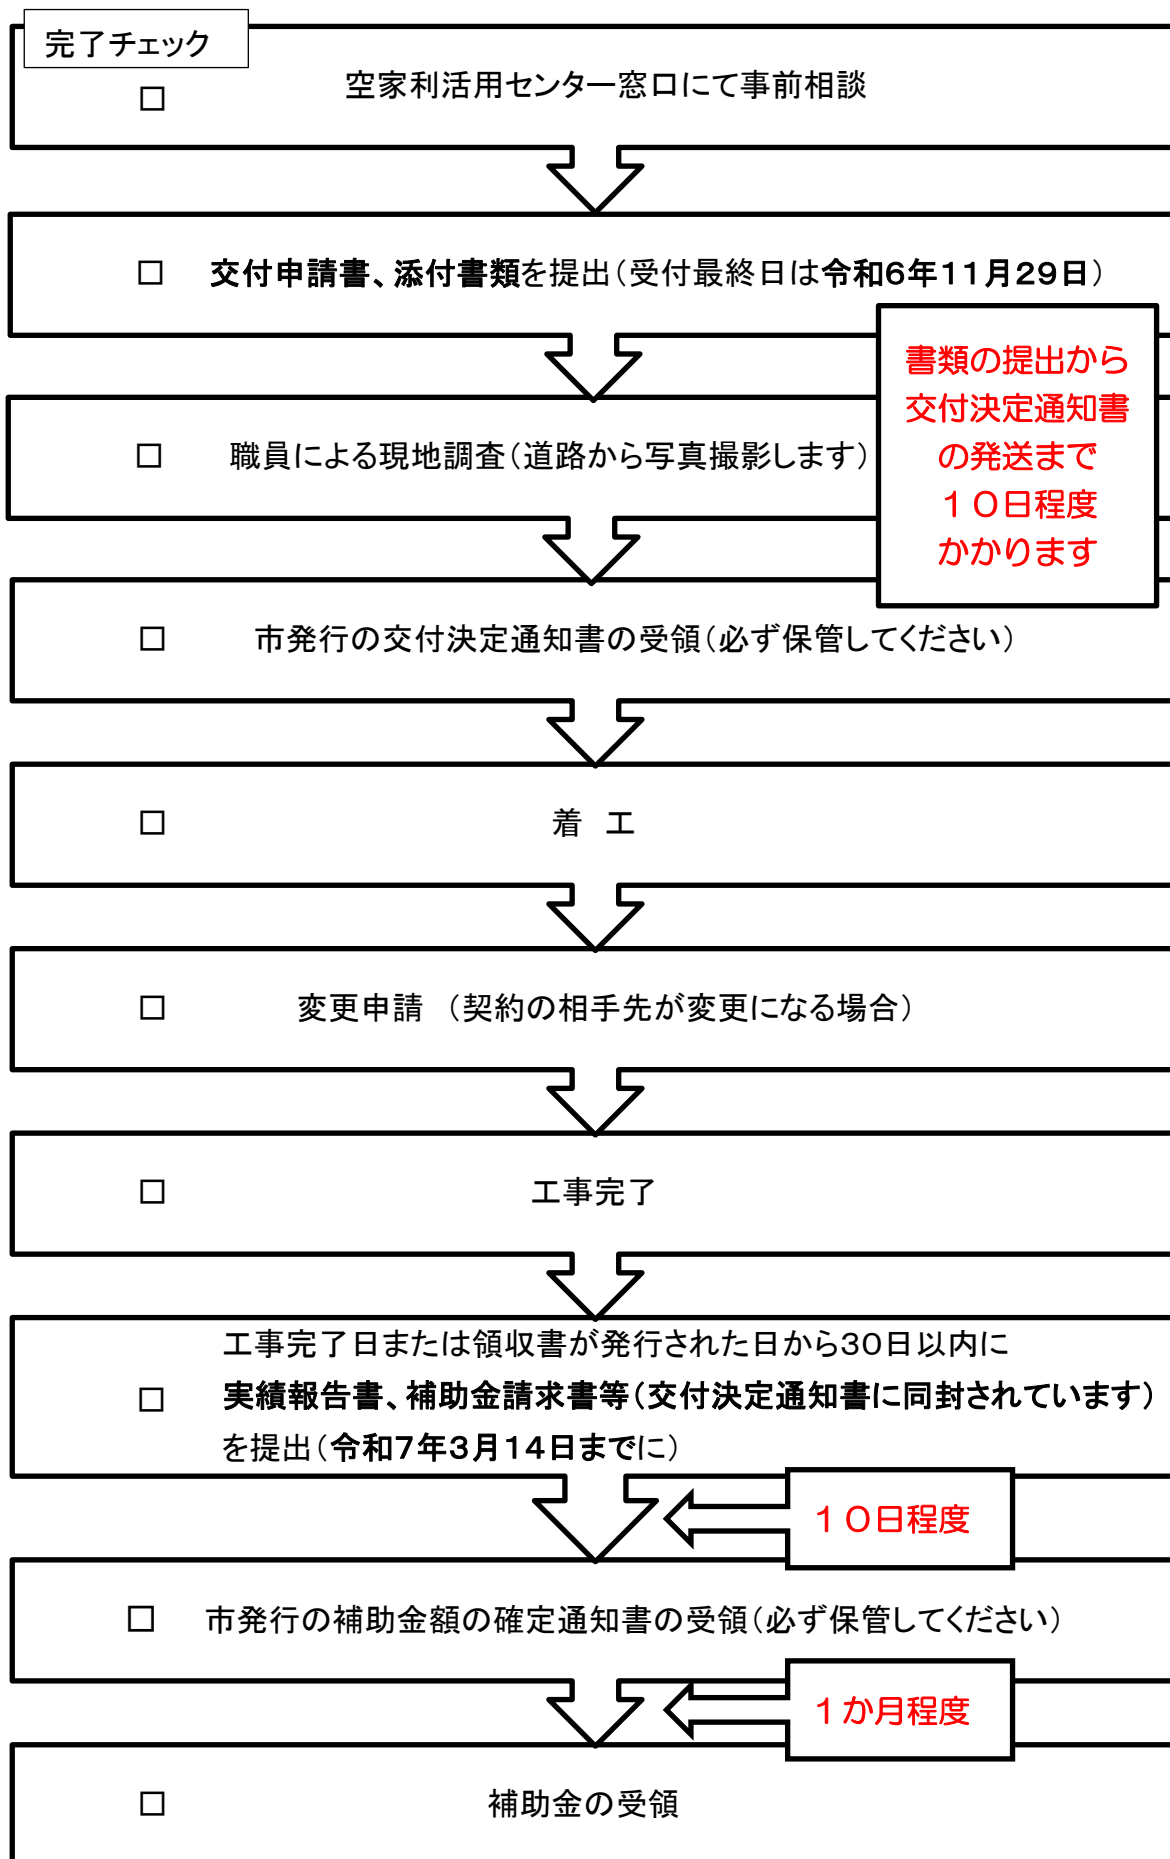 完了チェック
□ 空家利活用センター窓口にて事前相談
□ 交付申請書、添付書類を提出（受付最終日は令和6年11月29日）
書類の提出から
交付決定通知書
の発送まで
１０日程度
かかります
□ 職員による現地調査（道路から写真撮影します）
□ 市発行の交付決定通知書の受領（必ず保管してください）
□ 着　工
□ 変更申請　（契約の相手先が変更になる場合）
□ 工事完了
工事完了日または領収書が発行された日から30日以内に
□ 実績報告書、補助金請求書等（交付決定通知書に同封されています）
を提出（令和7年3月14日までに）
１０日程度
□ 市発行の補助金額の確定通知書の受領（必ず保管してください）
１か月程度
□ 補助金の受領